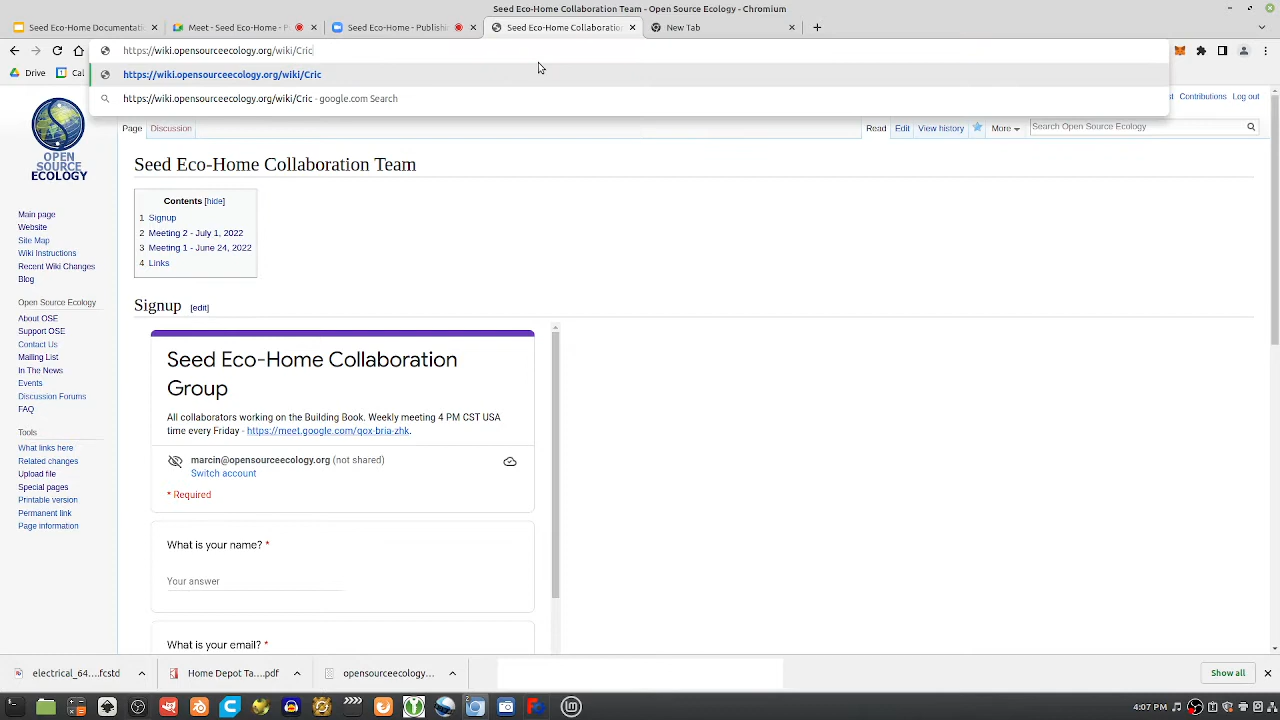 Seed Eco-Home Collaboration Team - Open Source Ecology - Chromium
Seed Eco-Home Documentat
Meet - Seed Eco-Home - P
Seed Eco-Home - Publishi
Seed Eco-Home Collaboratio
New Tab
https://wiki.opensourceecology.org/wiki/Cric
Drive
Cal
https://wiki.opensourceecology.org/wiki/Cric
https://wiki.opensourceecology.org/wiki/Cric - google.com Search
st Contributions Log out
Page Discussion
Read Edit View history More
Search Open Source Ecology
OPEN
SOURCE
ECOLOGY
Seed Eco-Home Collaboration Team
Contents [hide]
1 Signup
2 Meeting 2 - July 1, 2022
3 Meeting 1 - June 24, 2022
4 Links
Main page
Website
Site Map
Wiki Instructions
Recent Wiki Changes
Blog
Open Source Ecology
About OSE
Support OSE
Contact Us
Mailing List
In The News
Events
Discussion Forums
FAQ
Tools
What links here
Related changes
Upload file
Special pages
Printable version
Permanent link
Page information
Signup [edit]
Seed Eco-Home Collaboration
Group
All collaborators working on the Building Book. Weekly meeting 4 PM CST USA
time every Friday - https://meet.google.com/qox-bria-zhk.
marcin@opensourceecology.org (not shared)
Switch account
* Required
What is your name? *
Your answer
What is your email? *
electrical_64....fcstd
Home Depot Ta....pdf
opensourceecology....
Show all
4:07 PM